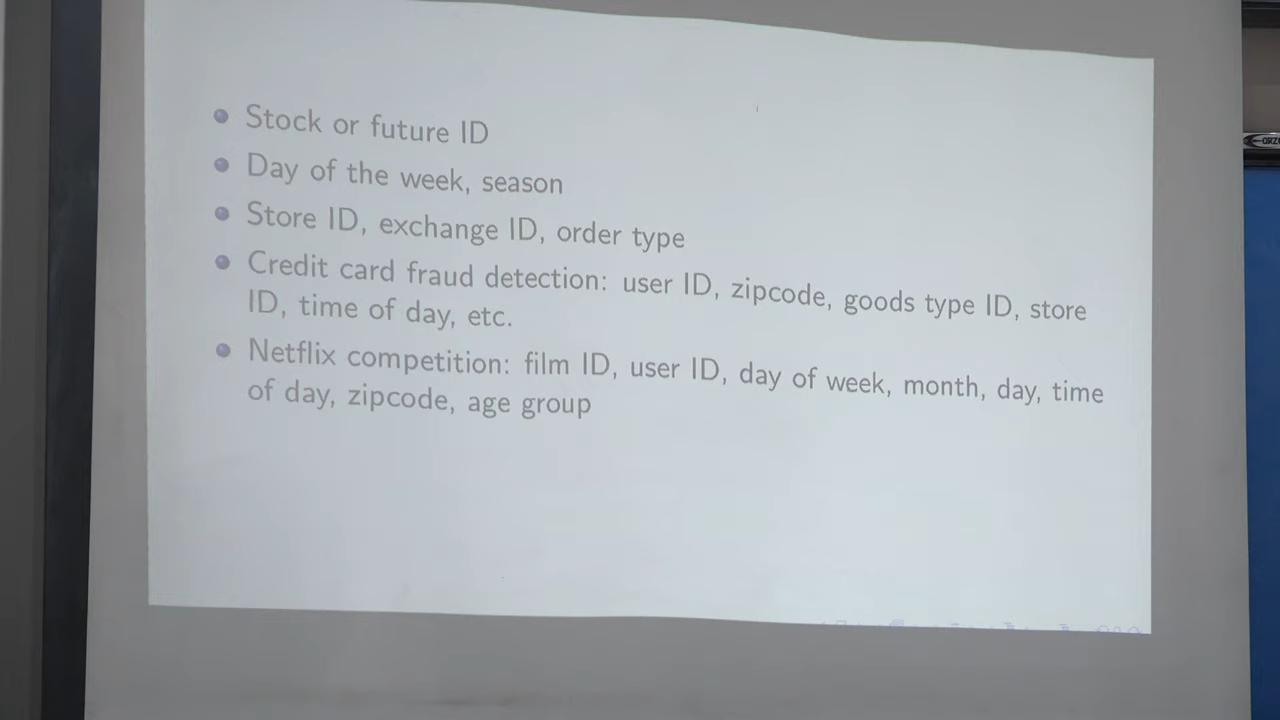 Stock or future ID
Day of the week, season
Store ID, exchange ID, order type
Credit card fraud detection: user ID, zipcode, goods type ID, store
ID, time of day, etc.
Netflix competition: film ID, user ID, day of week, month, day, time
of day, zipcode, age group